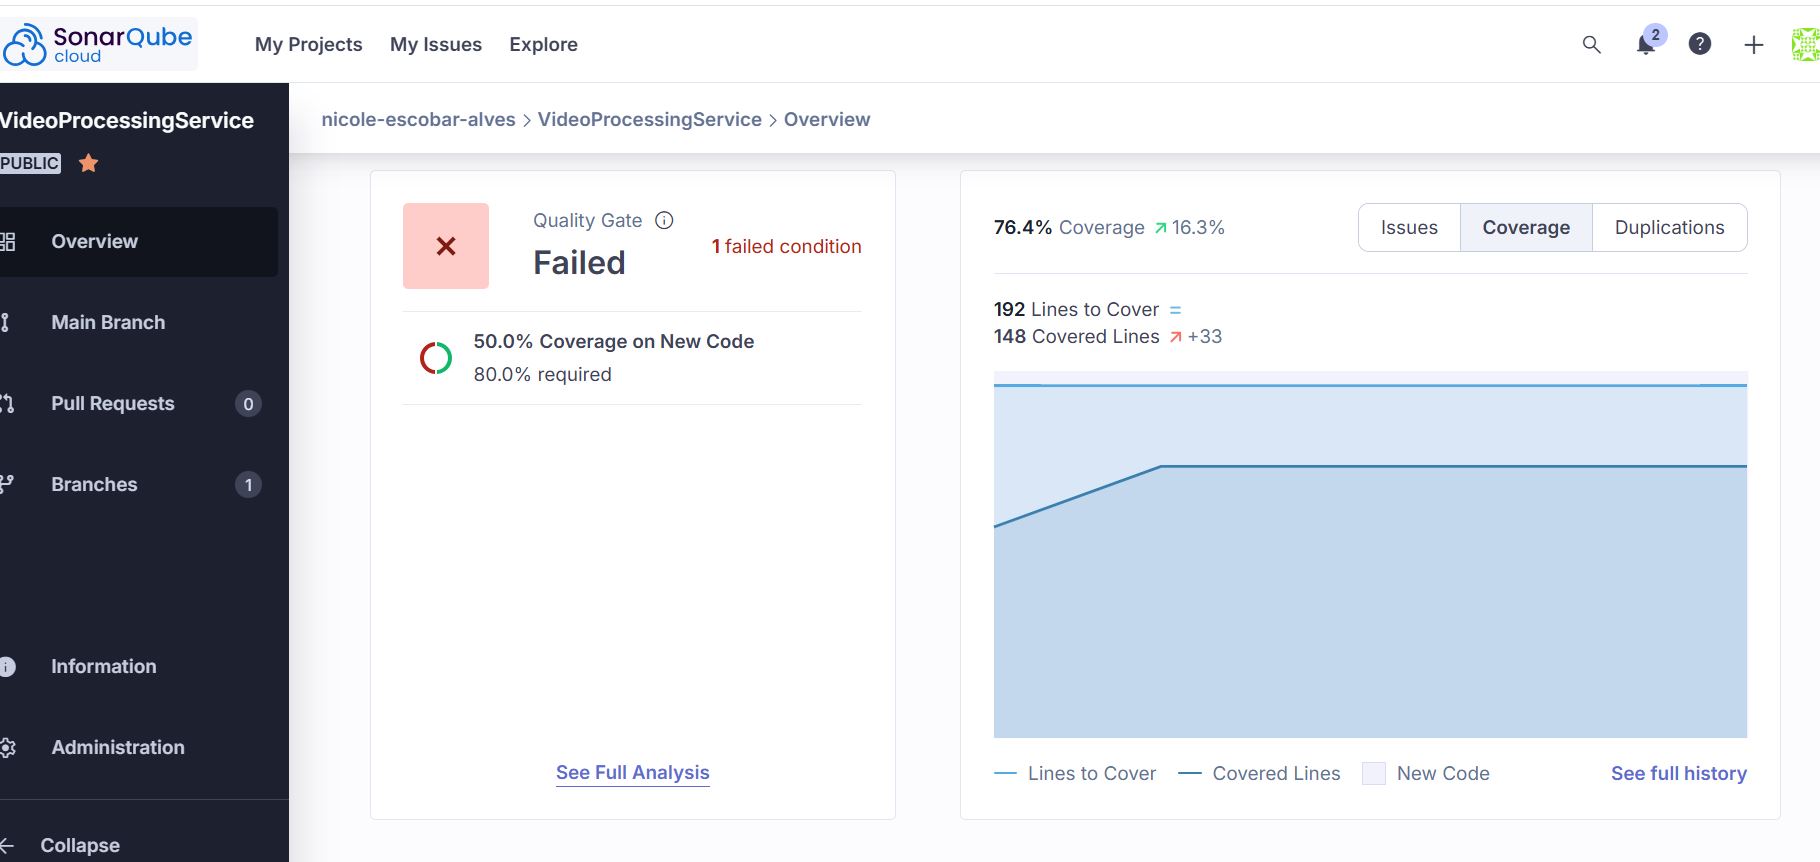 SonarQube cloud
My Projects My Issues Explore
2
?
VideoProcessingService
PUBLIC
Overview
Main Branch
Pull Requests 0
Branches 1
Information
Administration
Collapse
nicole-escobar-alves > VideoProcessingService > Overview
Quality Gate
Failed
1 failed condition
50.0% Coverage on New Code
80.0% required
See Full Analysis
76.4% Coverage 16.3%
Issues Coverage Duplications
192 Lines to Cover =
148 Covered Lines +33
Lines to Cover Covered Lines New Code
See full history